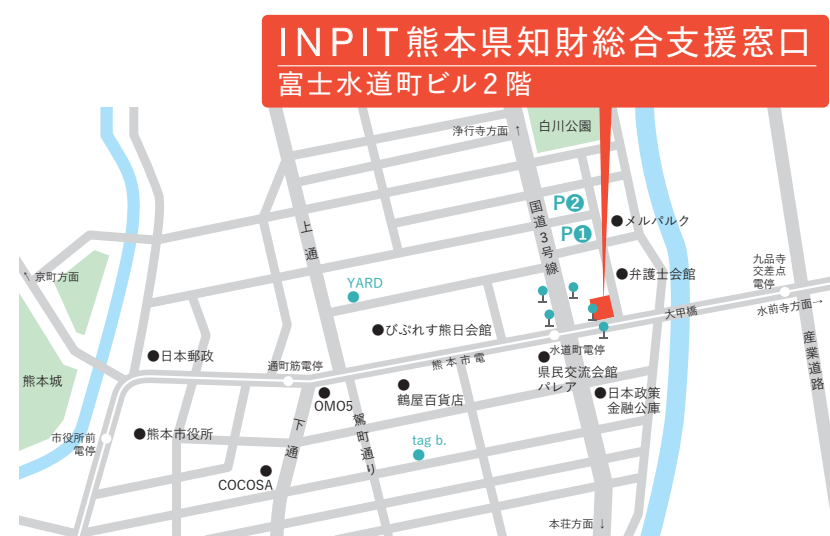 INPIT熊本県知財総合支援窓口
富士水道町ビル２階
浄行寺方面 ↑
白川公園
国道3号線
P❷
P❶
メルパルク
上通
弁護士会館
九品寺
交差点
電停
↑ 京町方面
YARD
水前寺方面→
大甲橋
びぷれす熊日会館
産業道路
日本郵政
熊本市電
水道町電停
通町筋電停
県民交流会館
パレア
熊本城
鶴屋百貨店
日本政策
金融公庫
OMO5
下通
駕町通り
市役所前
電停
熊本市役所
tag b.
COCOSA
本荘方面 ↓